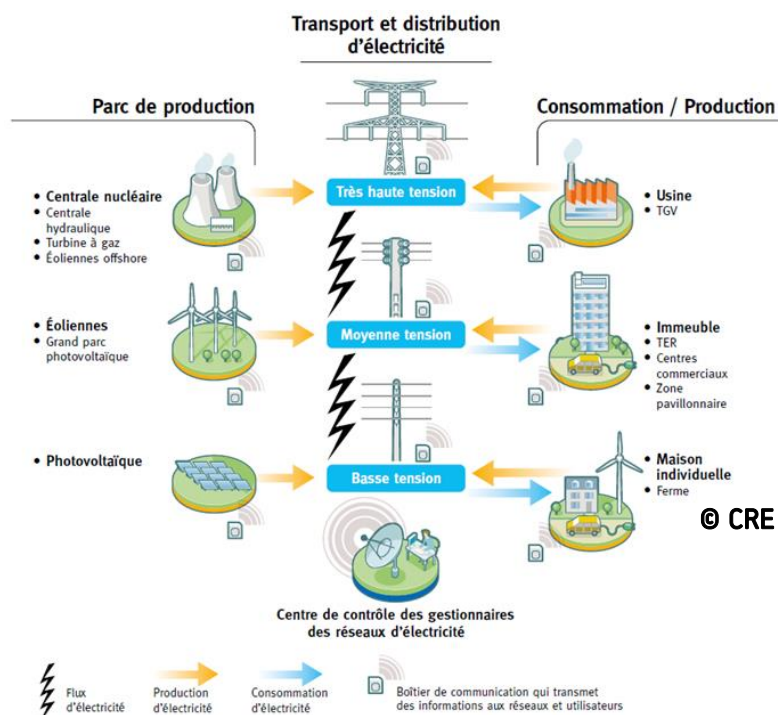 Transport et distribution
d'électricité
Parc de production
Consommation / Production
• Centrale nucléaire
• Centrale
hydraulique
• Turbine à gaz
• Éoliennes offshore
Très haute tension
• Usine
• TGV
• Éoliennes
• Grand parc
photovoltaïque
Moyenne tension
• Immeuble
• TER
• Centres
commerciaux
• Zone
pavillonnaire
• Photovoltaïque
Basse tension
• Maison
individuelle
• Ferme
© CRE
Centre de contrôle des gestionnaires
des réseaux d'électricité
Flux
d'électricité
Production
d'électricité
Consommation
d'électricité
Boîtier de communication qui transmet
des informations aux réseaux et utilisateurs